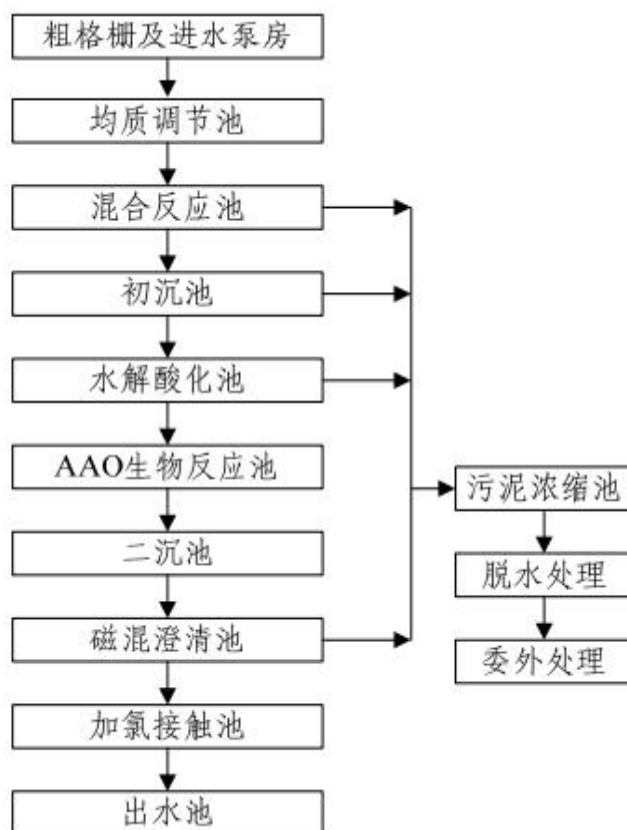 粗格栅及进水泵房
均质调节池
混合反应池
初沉池
水解酸化池
AAO生物反应池
二沉池
磁混澄清池
加氯接触池
出水池
污泥浓缩池
脱水处理
委外处理